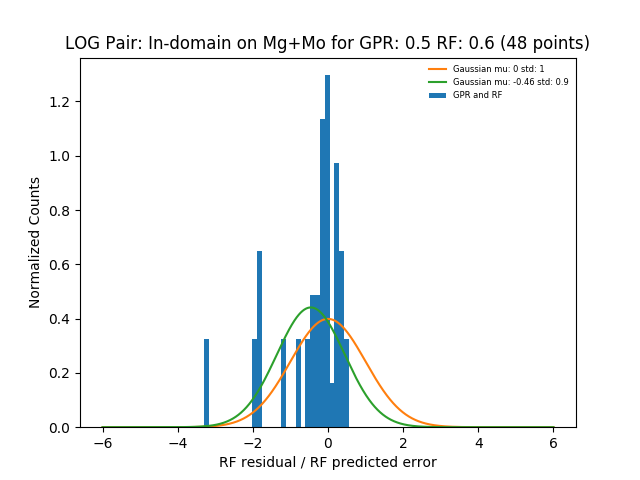 LOG Pair: In-domain on Mg+Mo for GPR: 0.5 RF: 0.6 (48 points)
Gaussian mu: 0 std: 1
Gaussian mu: -0.46 std: 0.9
GPR and RF
Normalized Counts
1.2
1.0
0.8
0.6
0.4
0.2
0.0
−6 −4 −2 0 2 4 6
RF residual / RF predicted error